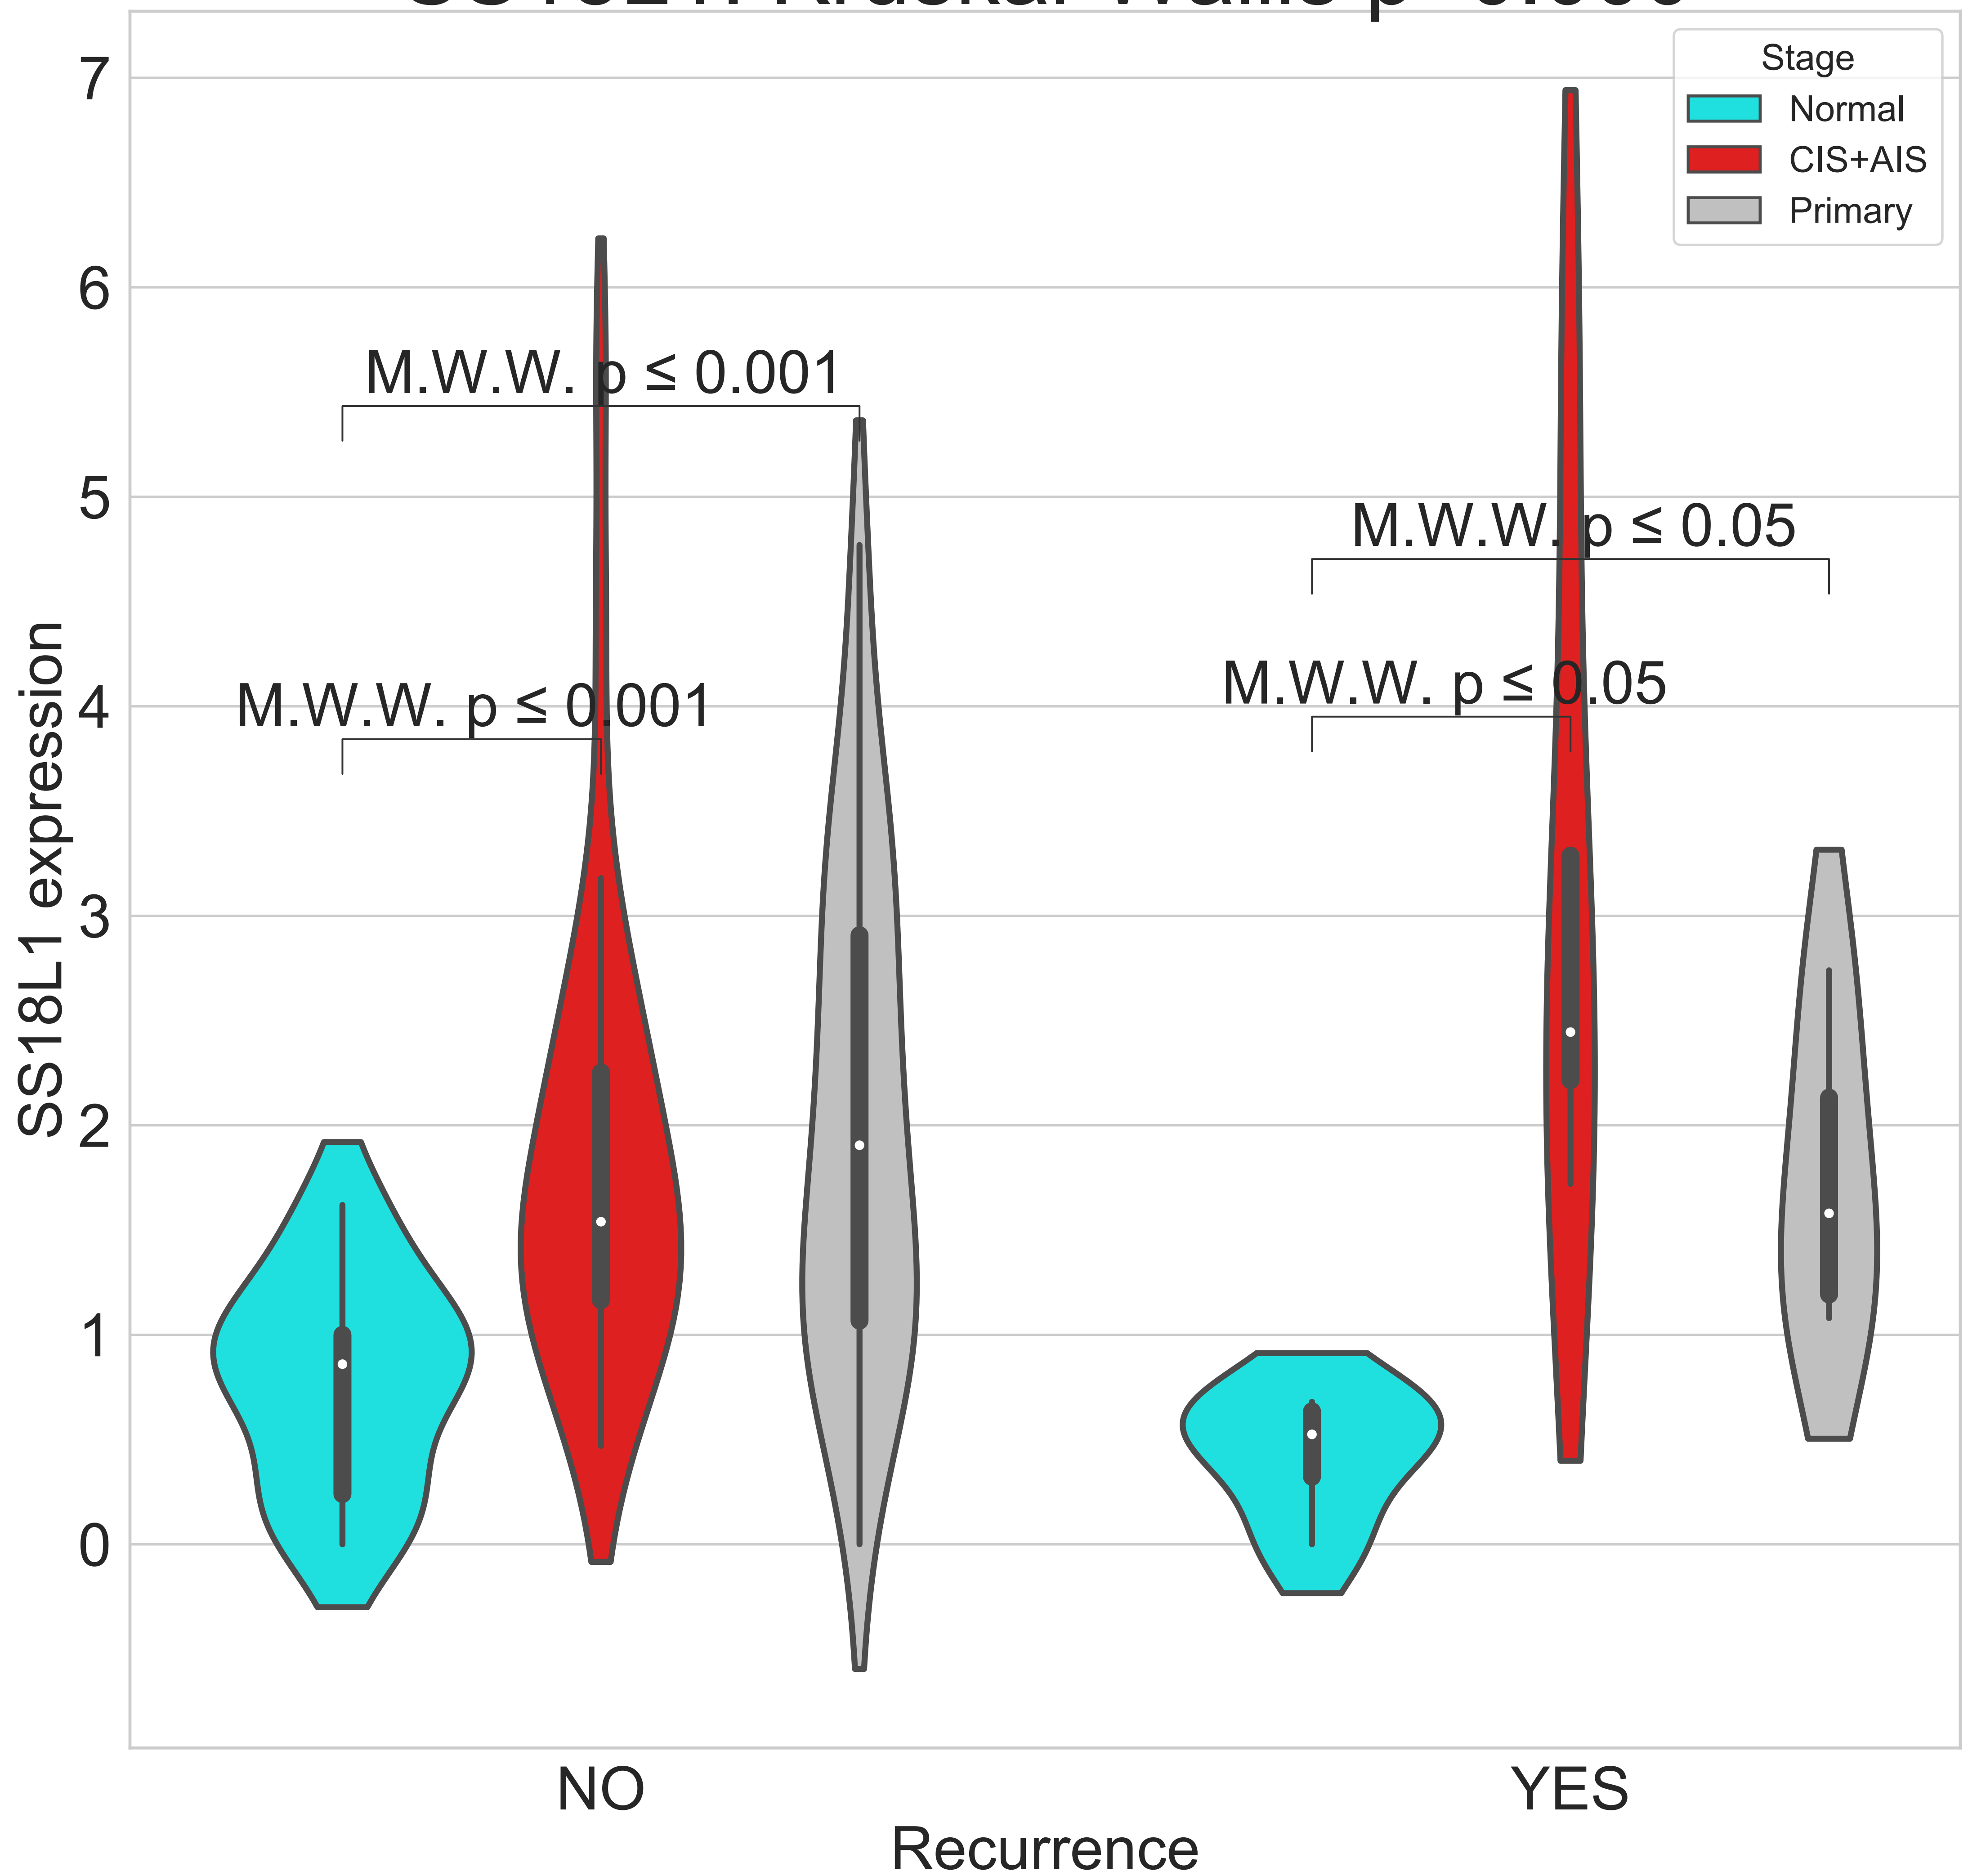 Stage
Normal
CIS+AIS
Primary
7
6
5
4
3
2
1
0
SS18L1 expression
M.W.W. p ≤ 0.001
M.W.W. p ≤ 0.05
M.W.W. p ≤ 0.05
M.W.W. p ≤ 0.001
NO
YES
Recurrence